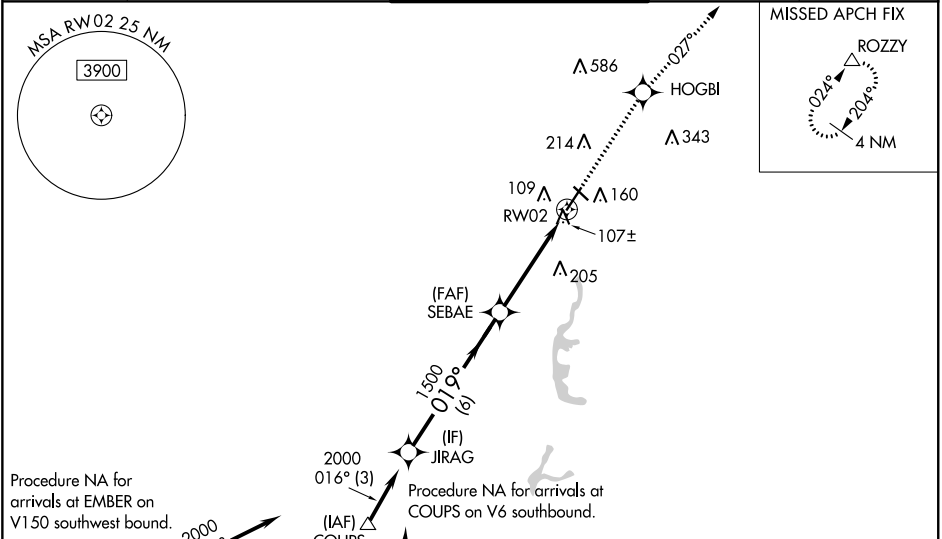 MSA RW02 25 NM
3900
MISSED APCH FIX
ROZZY
024°
204°
4 NM
027°
586
HOGBI
214
343
109
160
RW02
107±
205
(FAF)
SEBAE
1500
019°
(6)
(IF)
JIRAG
2000
016° (3)
Procedure NA for
arrivals at EMBER on
V150 southwest bound.
Procedure NA for arrivals at
COUPS on V6 southbound.
2000
(IAF)
COUPS